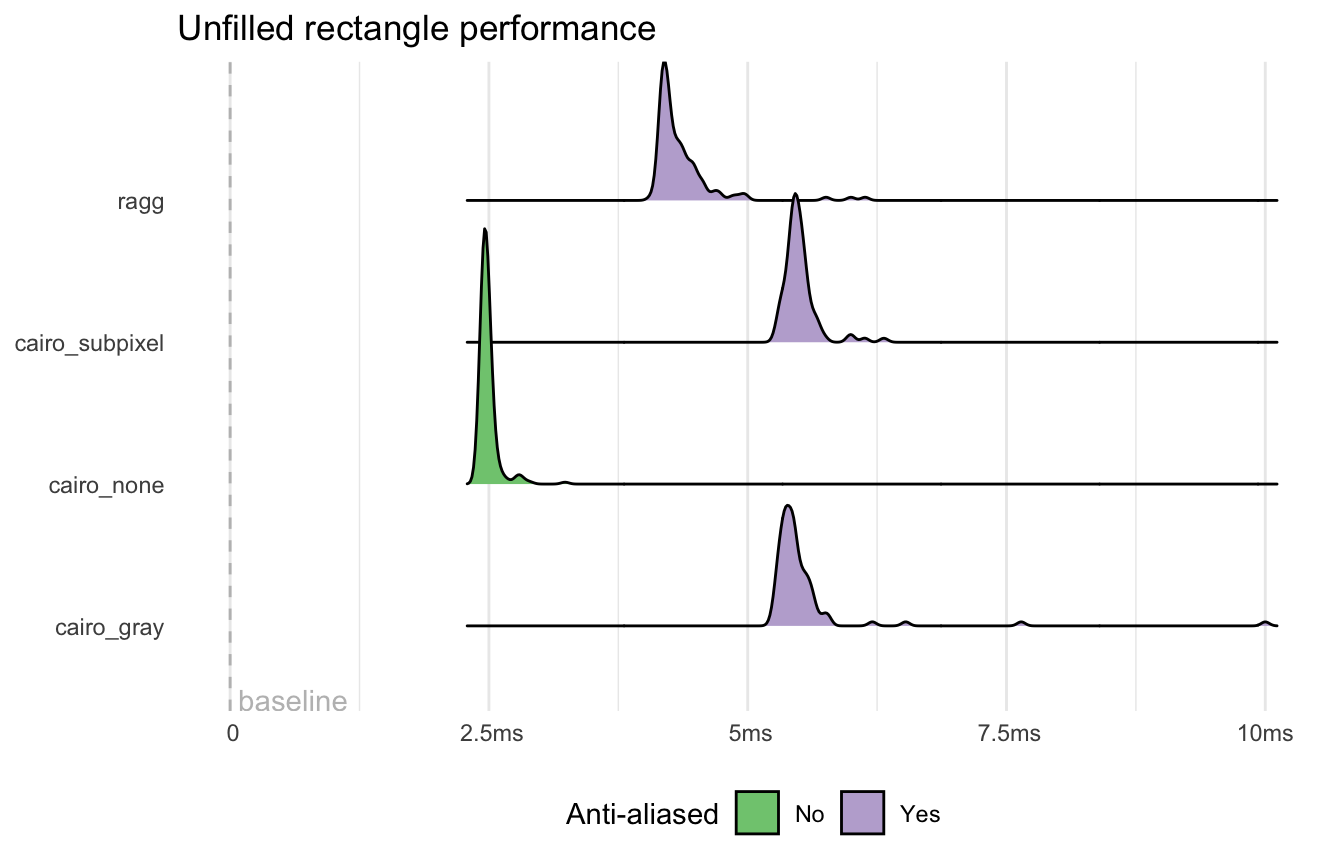 Unfilled rectangle performance
ragg
cairo_subpixel
cairo_none
cairo_gray
baseline
0 2.5ms 5ms 7.5ms 10ms
Anti-aliased No Yes